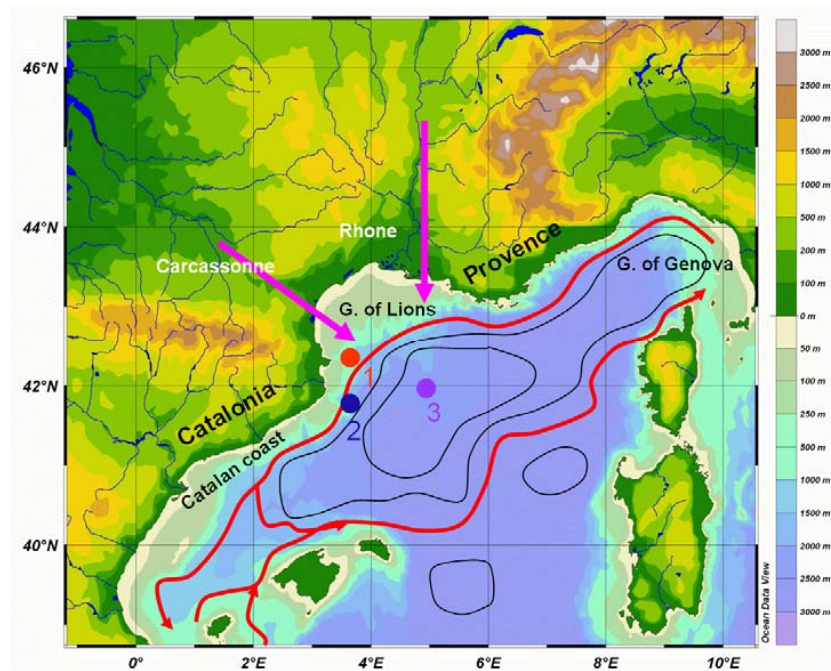 46°N
44°N
42°N
40°N
0°
2°E
4°E
6°E
8°E
10°E
Rhone
Carcassonne
Provence
G. of Genova
G. of Lions
Catalonia
Catalan coast
1
2
3
Ocean Data View
3000 m
2500 m
2000 m
1500 m
1000 m
500 m
200 m
100 m
0 m
50 m
100 m
250 m
500 m
1000 m
1500 m
2000 m
2500 m
3000 m